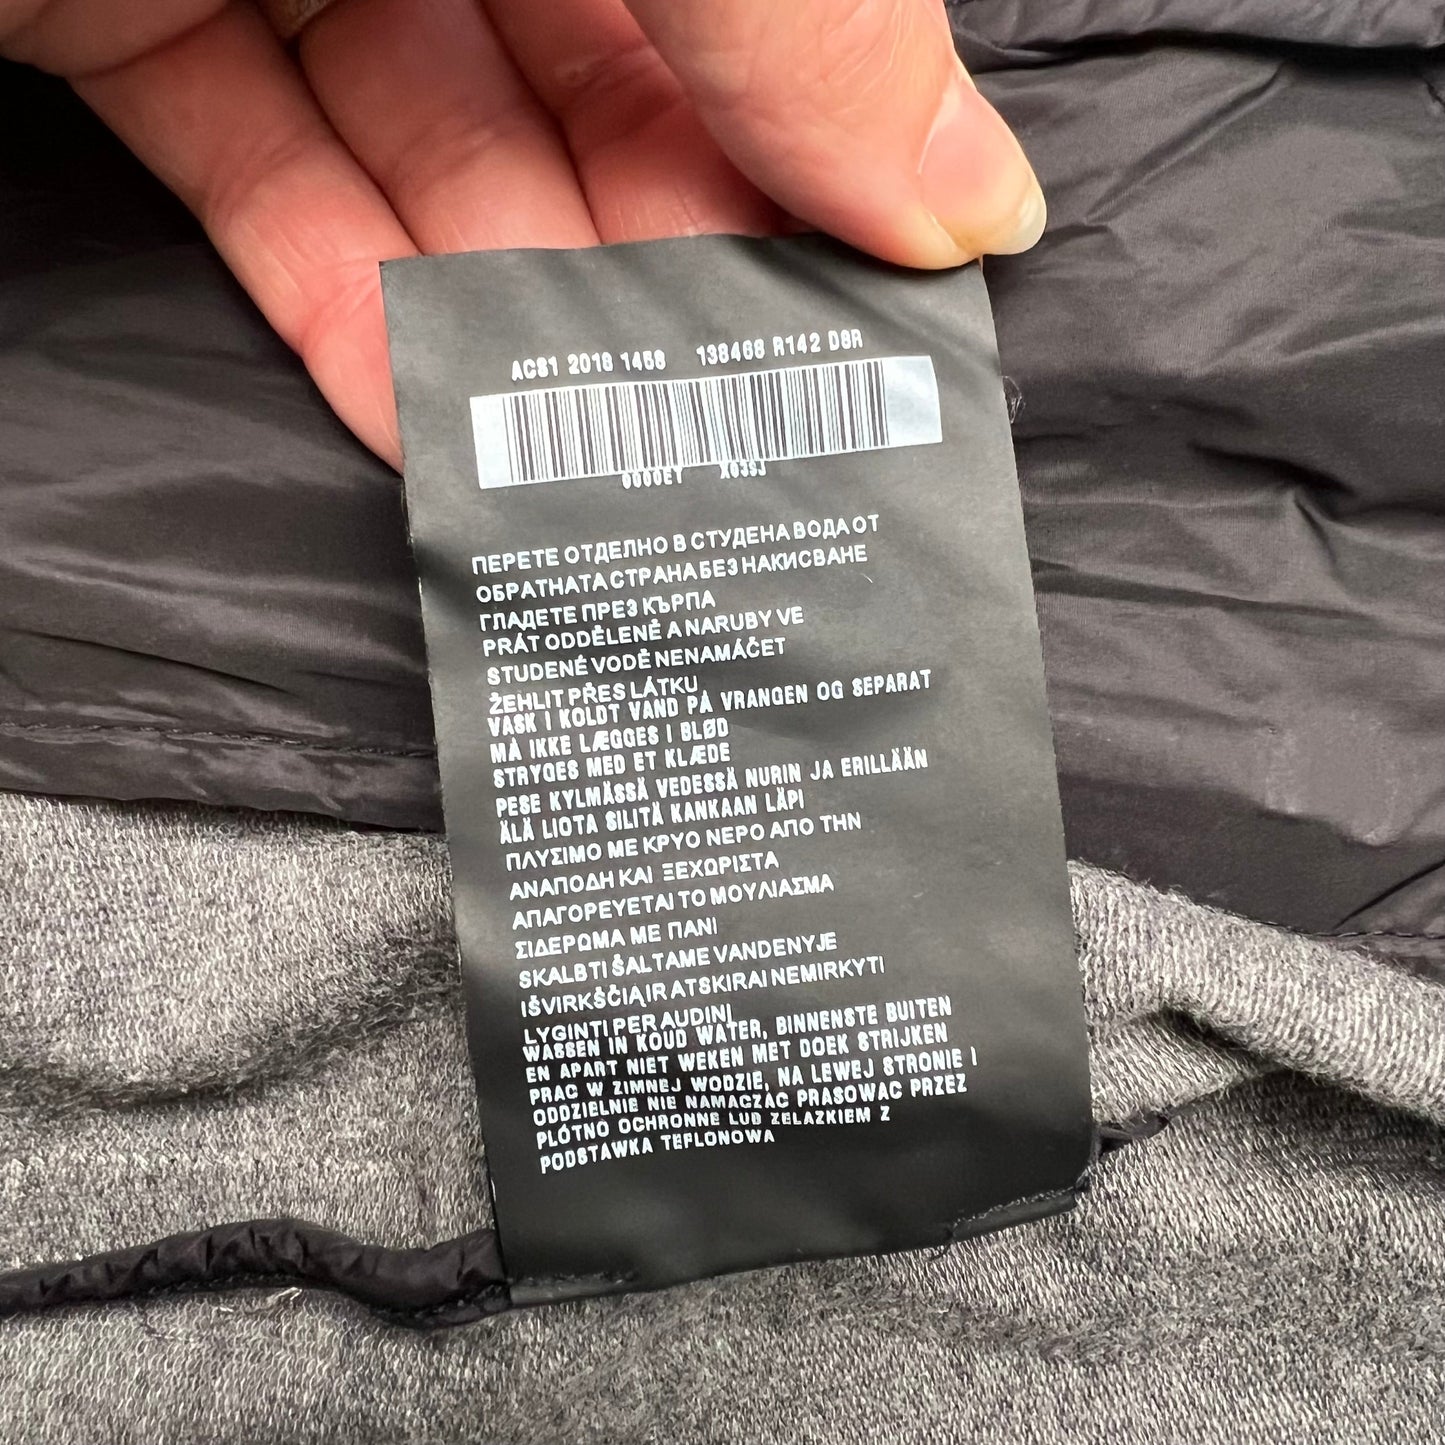 AC81 2018 1458 138468 R142 D8R
0000EY X03SJ
ПЕРЕТЕ ОТДЕЛНО В СТУДЕНА ВОДА ОТ
ОБРАТНАТА СТРАНА БЕЗ НАКИСВАНЕ
ГЛАДЕТЕ ПРЕЗ КЪРПА
PRÁT ODDĚLENĚ A NARUBY VE
STUDENÉ VODĚ NENAMÁČET
ŽEHLIT PŘES LÁTKU
VASK I KOLDT VAND PÅ VRANGEN OG SEPARAT
MÅ IKKE LÆGGES I BLØD
STRYGES MED ET KLÆDE
PESE KYLMÄSSÄ VEDESSÄ NURIN JA ERILLÄÄN
ÄLÄ LIOTA SILITÄ KANKAAN LÄPI
ΠΛΥΣΙΜΟ ΜΕ ΚΡΥΟ ΝΕΡΟ ΑΠΟ ΤΗΝ
ΑΝΑΠΟΔΗ ΚΑΙ ΞΕΧΩΡΙΣΤΑ
ΑΠΑΓΟΡΕΥΕΤΑΙ ΤΟ ΜΟΥΛΙΑΣΜΑ
ΣΙΔΕΡΩΜΑ ΜΕ ΠΑΝΙ
SKALBTI ŠALTAME VANDENYJE
IŠVIRKŠČIĄ IR ATSKIRAI NEMIRKYTI
LYGINTI PER AUDINĮ
WASSEN IN KOUD WATER, BINNENSTE BUITEN
EN APART NIET WEKEN MET DOEK STRIJKEN
PRAC W ZIMNEJ WODZIE, NA LEWEJ STRONIE I
ODDZIELNIE NIE NAMACZAC PRASOWAC PRZEZ
PLÓTNO OCHRONNE LUB ZELAZKIEM Z
PODSTAWKA TEFLONOWA